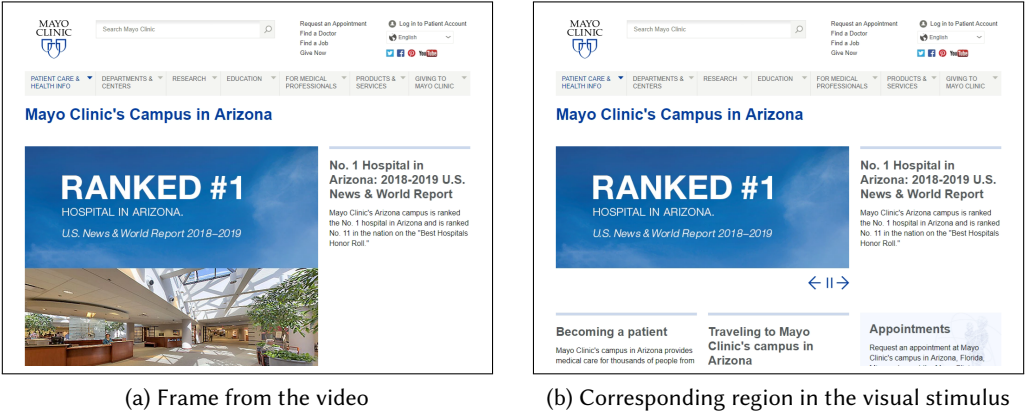 MAYO
CLINIC
Search Mayo Clinic
Request an Appointment
Find a Doctor
Find a Job
Give Now
Log in to Patient Account
English
You Tube
PATIENT CARE &
HEALTH INFO
DEPARTMENTS &
CENTERS
RESEARCH
EDUCATION
FOR MEDICAL
PROFESSIONALS
PRODUCTS &
SERVICES
GIVING TO
MAYO CLINIC
Mayo Clinic's Campus in Arizona
RANKED #1
HOSPITAL IN ARIZONA.
U.S. News & World Report 2018–2019
No. 1 Hospital in
Arizona: 2018-2019 U.S.
News & World Report
Mayo Clinic's Arizona campus is ranked
the No. 1 hospital in Arizona and is ranked
No. 11 in the nation on the "Best Hospitals
Honor Roll."
(a) Frame from the video
MAYO
CLINIC
Search Mayo Clinic
Request an Appointment
Find a Doctor
Find a Job
Give Now
Log in to Patient Account
English
You Tube
PATIENT CARE &
HEALTH INFO
DEPARTMENTS &
CENTERS
RESEARCH
EDUCATION
FOR MEDICAL
PROFESSIONALS
PRODUCTS &
SERVICES
GIVING TO
MAYO CLINIC
Mayo Clinic's Campus in Arizona
RANKED #1
HOSPITAL IN ARIZONA.
U.S. News & World Report 2018–2019
No. 1 Hospital in
Arizona: 2018-2019 U.S.
News & World Report
Mayo Clinic's Arizona campus is ranked
the No. 1 hospital in Arizona and is ranked
No. 11 in the nation on the "Best Hospitals
Honor Roll."
Becoming a patient
Mayo Clinic's campus in Arizona provides
medical care for thousands of people from
Traveling to Mayo
Clinic's campus in
Arizona
Appointments
Request an appointment at Mayo
Clinic's campus in Arizona, Florida,
(b) Corresponding region in the visual stimulus